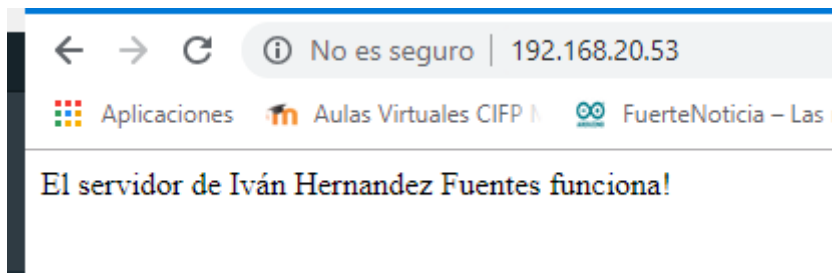 No es seguro | 192.168.20.53
Aplicaciones Aulas Virtuales CIFP FuerteNoticia – Las
El servidor de Iván Hernandez Fuentes funciona!